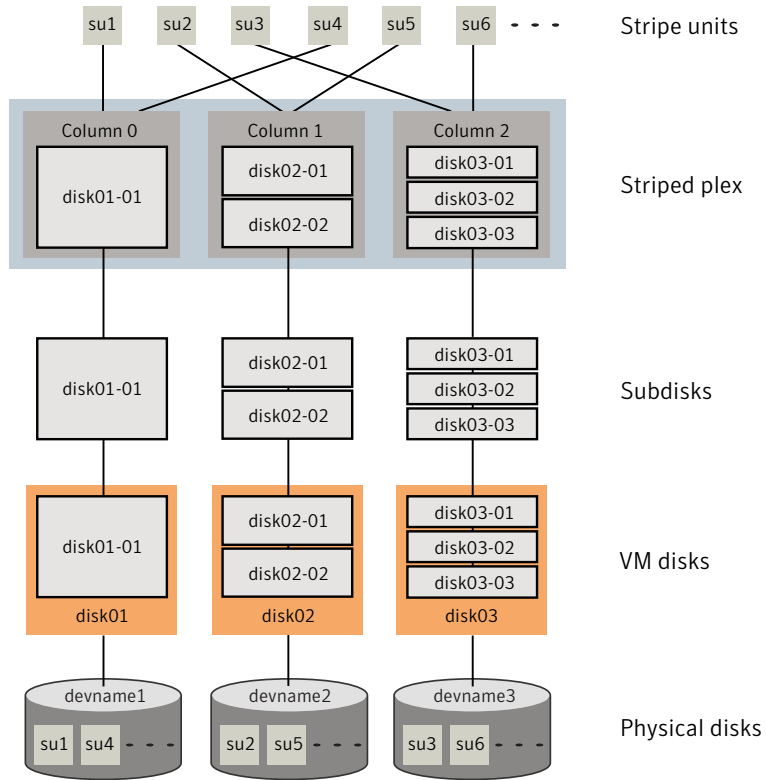 su1 su2 su3 su4 su5 su6 - - - - Stripe units
Column 0 Column 1 Column 2
disk01-01 disk02-01 disk03-01
disk02-02 disk03-02
disk03-03
Striped plex
disk01-01 disk02-01 disk03-01
disk02-02 disk03-02
disk03-03
Subdisks
disk01-01 disk02-01 disk03-01
disk02-02 disk03-02
disk03-03
disk01 disk02 disk03
VM disks
devname1 devname2 devname3
su1 su4 - - - su2 su5 - - - su3 su6 - - -
Physical disks